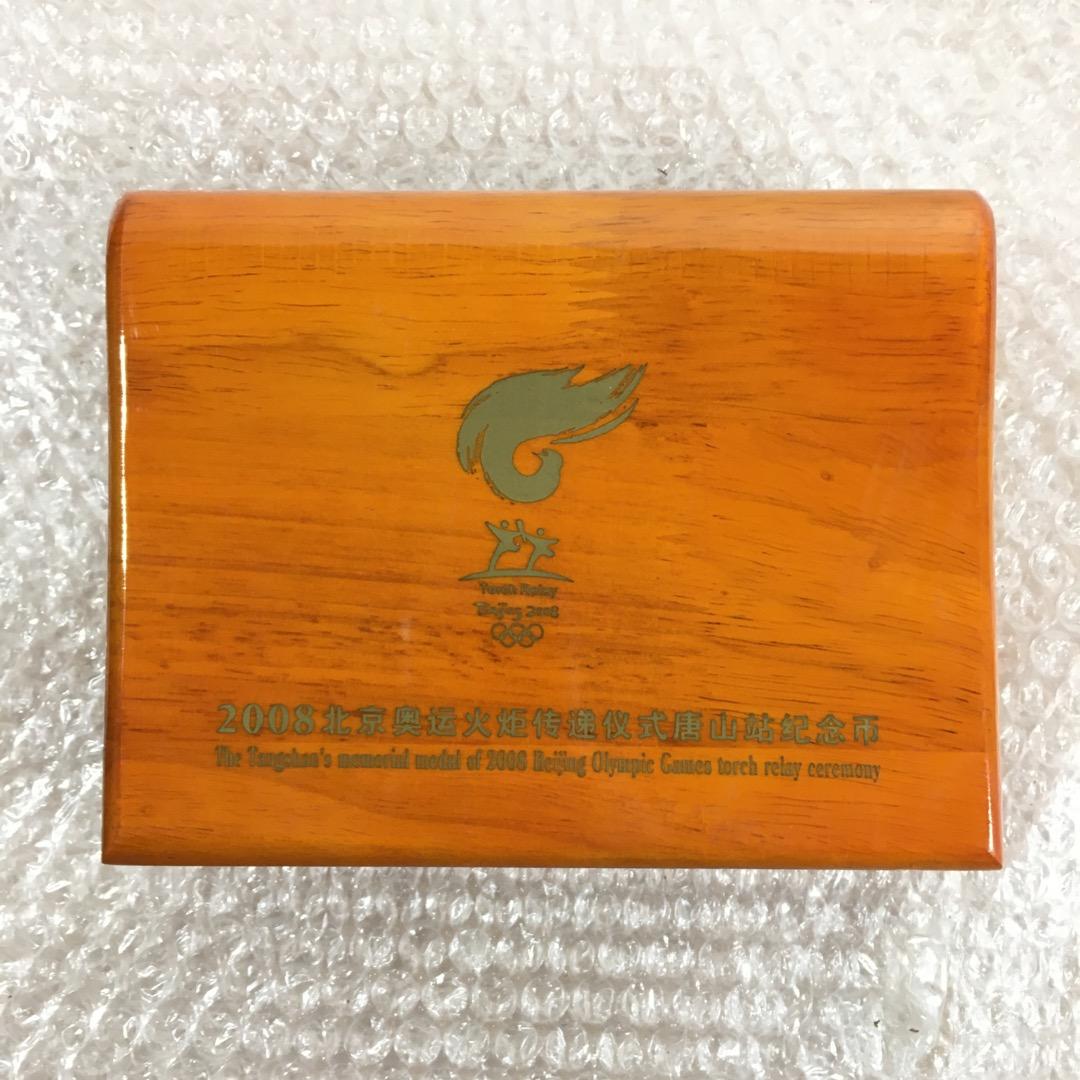 Torch Relay
Beijing 2008
2008北京奥运火炬传递仪式唐山站纪念币
The Tangshan's memorial medal of 2008 Beijing Olympic Games torch relay ceremony